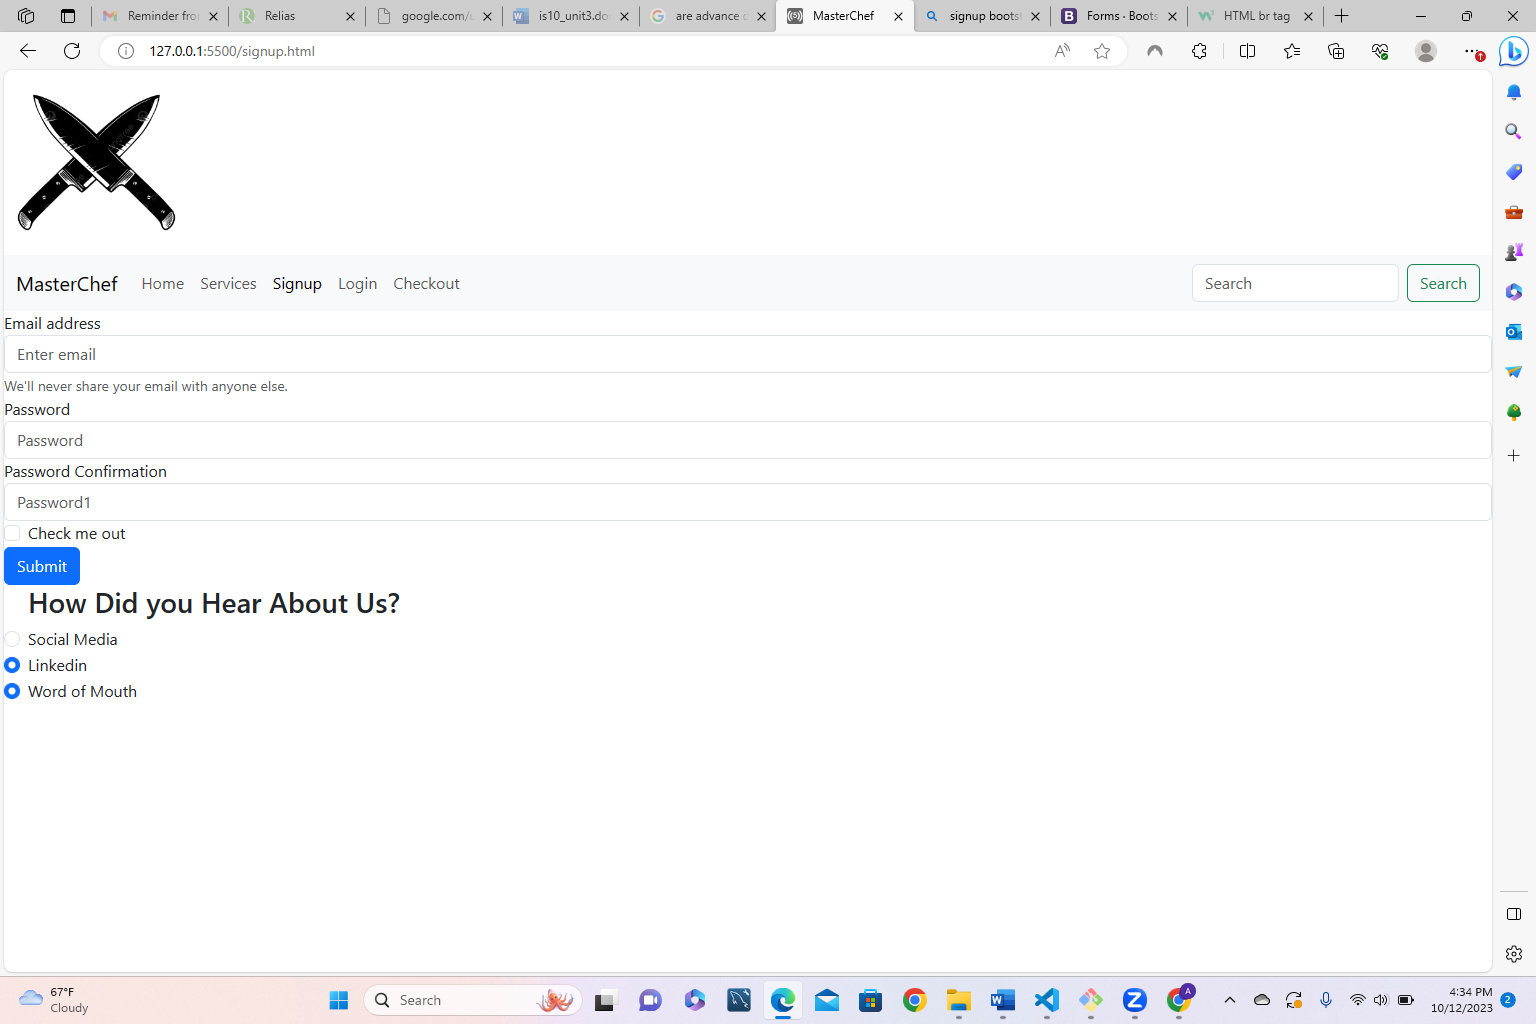 Reminder from
Relias
google.com/u
is10_unit3.do
are advance c
MasterChef
signup boots
Forms · Boots
HTML br tag
127.0.0.1:5500/signup.html
MasterChef
Home
Services
Signup
Login
Checkout
Search
Search
Email address
Enter email
We'll never share your email with anyone else.
Password
Password
Password Confirmation
Password1
Check me out
Submit
How Did you Hear About Us?
Social Media
Linkedin
Word of Mouth
67°F
Cloudy
Search
4:34 PM
10/12/2023
2